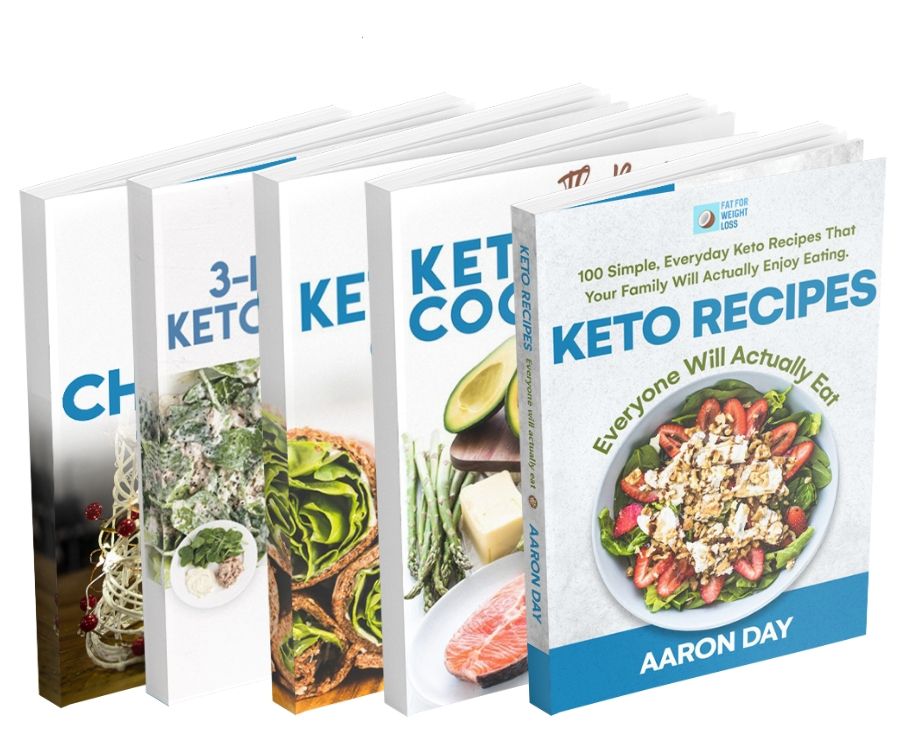 CH
3-
KETO
KE
KET
COO
FAT FOR
WEIGHT
LOSS
100 Simple, Everyday Keto Recipes That
Your Family Will Actually Enjoy Eating.
KETO RECIPES
Everyone Will Actually Eat
AARON DAY
KETO RECIPES Everyone will actually eat AARON DAY